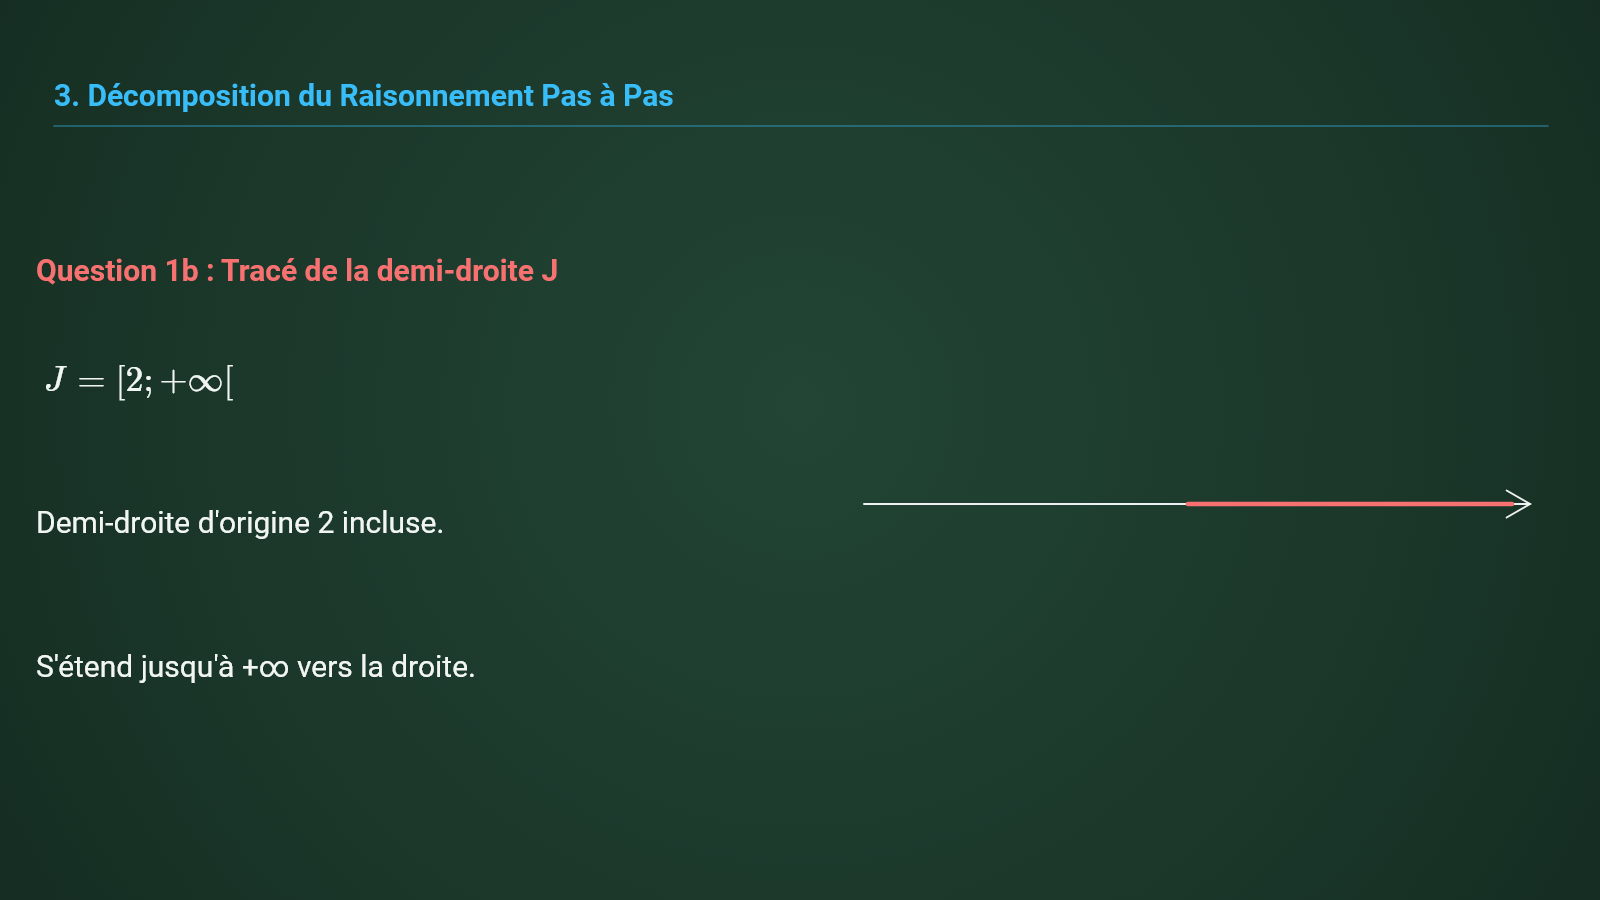 3. Décomposition du Raisonnement Pas à Pas
Question 1b : Tracé de la demi-droite J
J = [2; +∞[
Demi-droite d'origine 2 incluse.
S'étend jusqu'à +∞ vers la droite.